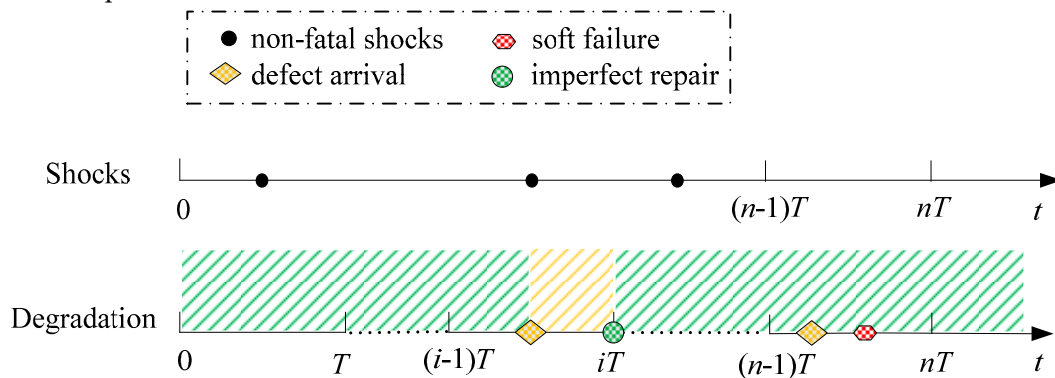 non-fatal shocks soft failure
defect arrival imperfect repair
Shocks
0 (n-1)T nT t
Degradation
0 T (i-1)T iT (n-1)T nT t